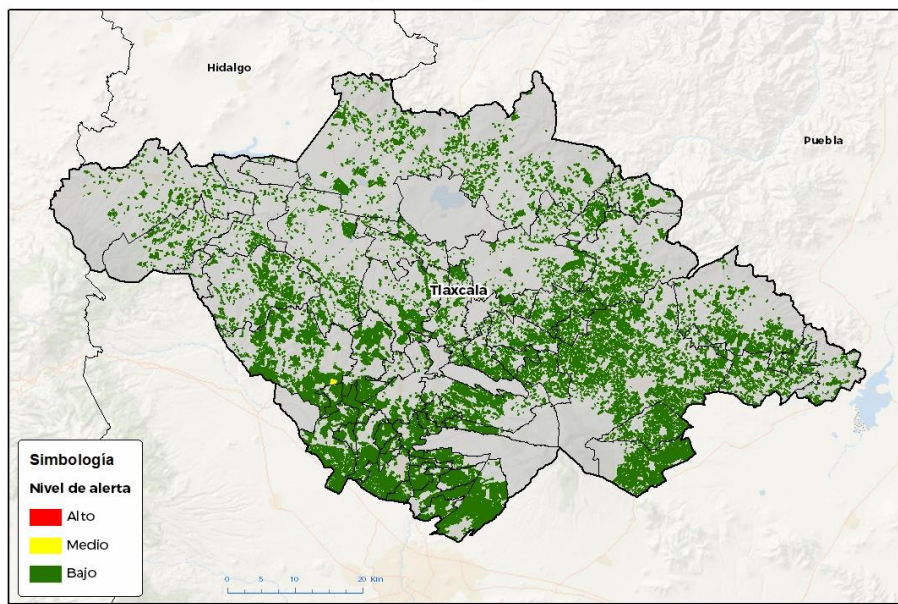 Hidalgo
Puebla
Tlaxcala
Simbología
Nivel de alerta
Alto
Medio
Bajo
0 5 10 20 Km